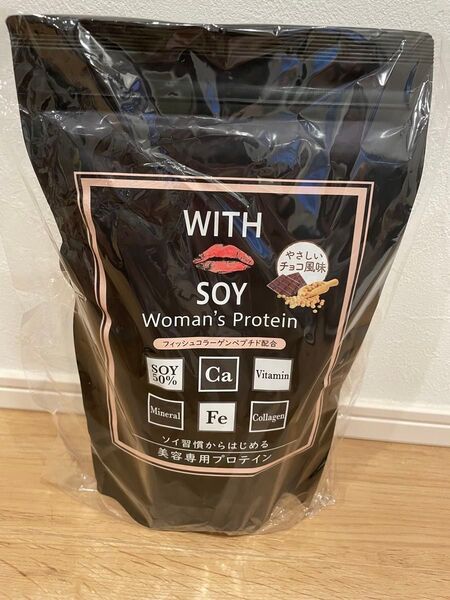 WITH
SOY
Woman's Protein
やさしい
チョコ風味
フィッシュコラーゲンペプチド配合
SOY
50%
Ca
Vitamin
Mineral
Fe
Collagen
ソイ習慣からはじめる
美容専用プロテイン